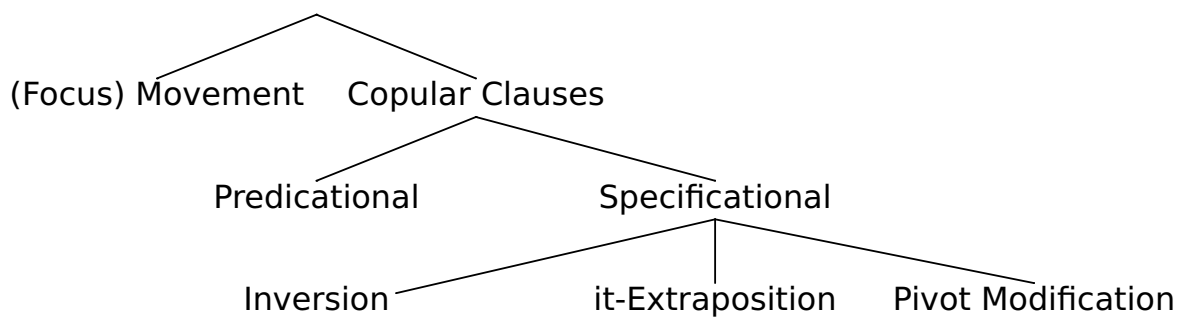 (Focus) Movement Copular Clauses
Predicational Specificational
Inversion it-Extraposition Pivot Modification